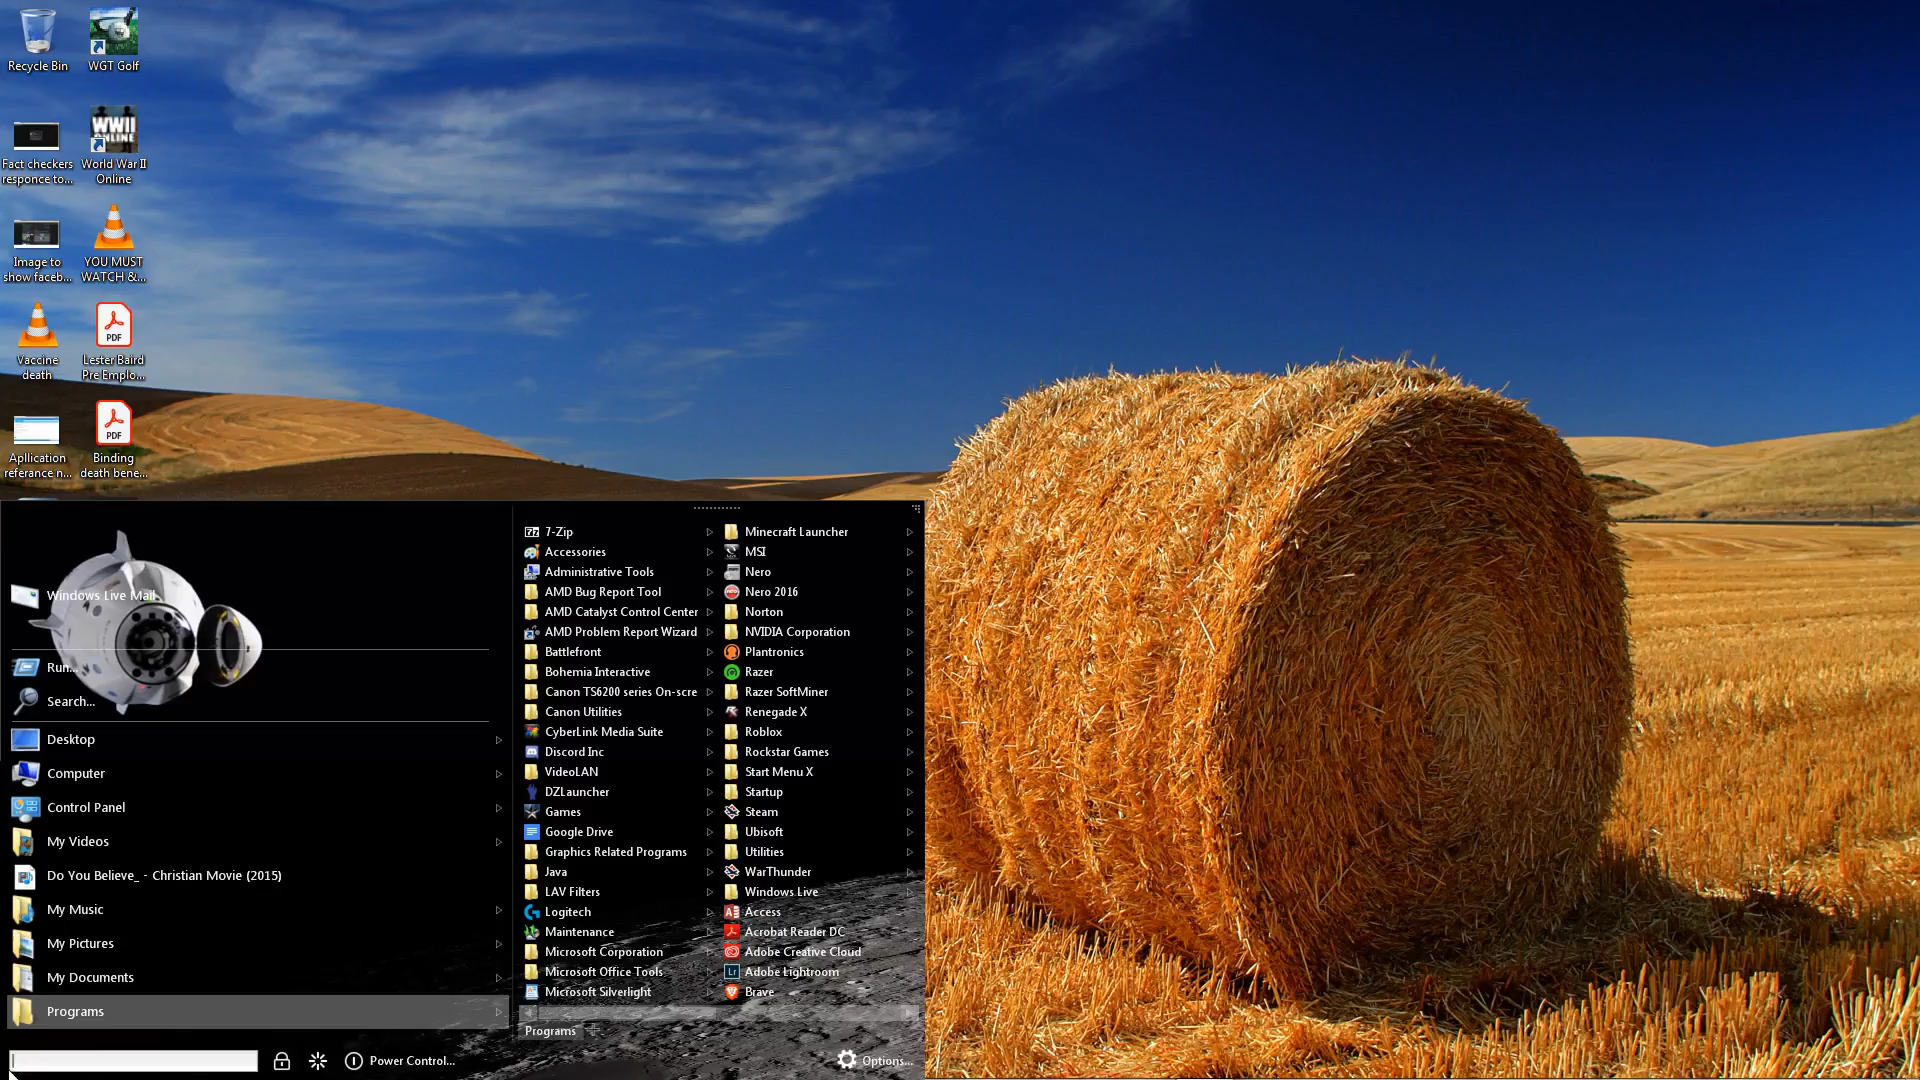 Recycle Bin
WGT Golf
WWII
ONLINE
Fact checkers
responce to...
World War II
Online
Image to
show faceb...
YOU MUST
WATCH &...
Vaccine
death
PDF
Lester Baird
Pre Emplo...
Apllication
referance n...
PDF
Binding
death bene...
Windows Live Mail
Run...
Search...
Desktop
Computer
Control Panel
My Videos
Do You Believe_ - Christian Movie (2015)
My Music
My Pictures
My Documents
Programs
Power Control...
7-Zip
Accessories
Administrative Tools
AMD Bug Report Tool
AMD Catalyst Control Center
AMD Problem Report Wizard
Battlefront
Bohemia Interactive
Canon TS6200 series On-scre
Canon Utilities
CyberLink Media Suite
Discord Inc
VideoLAN
DZLauncher
Games
Google Drive
Graphics Related Programs
Java
LAV Filters
Logitech
Maintenance
Microsoft Corporation
Microsoft Office Tools
Microsoft Silverlight
Minecraft Launcher
MSI
Nero
Nero 2016
Norton
NVIDIA Corporation
Plantronics
Razer
Razer SoftMiner
Renegade X
Roblox
Rockstar Games
Start Menu X
Startup
Steam
Ubisoft
Utilities
WarThunder
Windows Live
Access
Acrobat Reader DC
Adobe Creative Cloud
Lr Adobe Lightroom
Brave
Programs
Options...